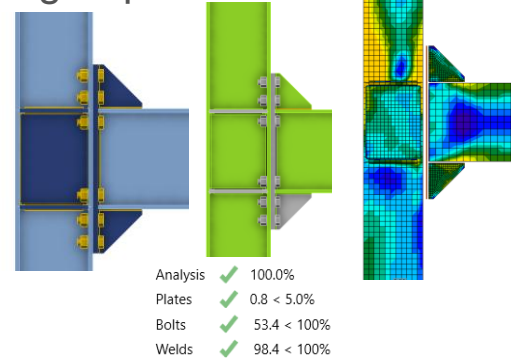 Analysis 100.0%
Plates 0.8 < 5.0%
Bolts 53.4 < 100%
Welds 98.4 < 100%